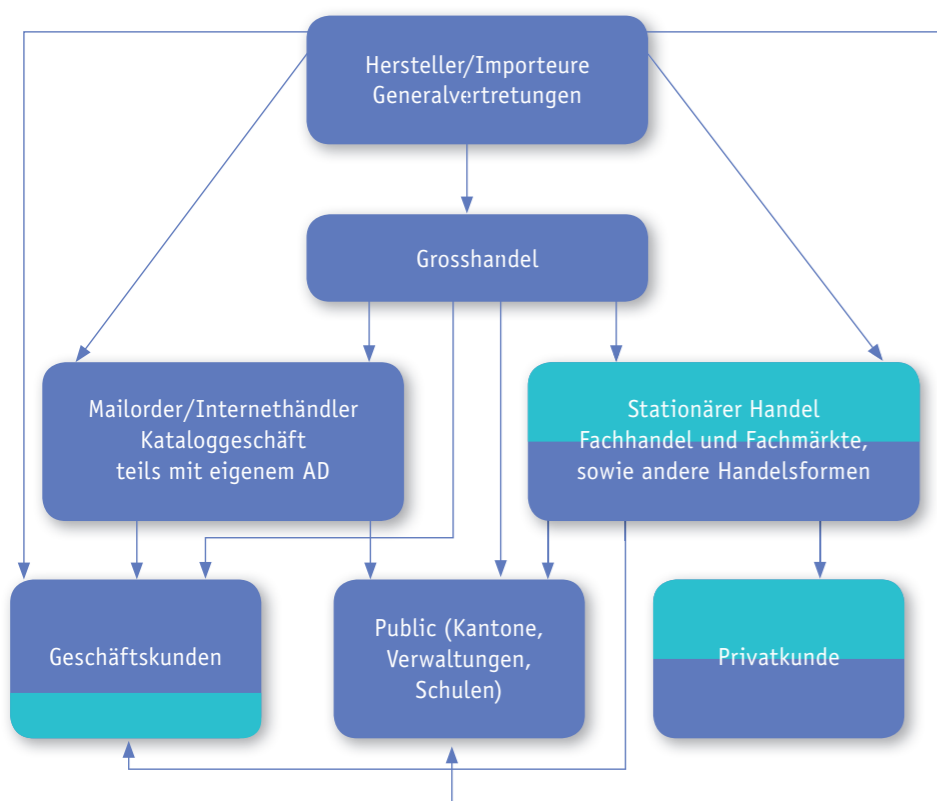 Hersteller/Importeure
Generalvertretungen
Grosshandel
Mailorder/Internethändler
Kataloggeschäft
teils mit eigenem AD
Stationärer Handel
Fachhandel und Fachmärkte,
sowie andere Handelsformen
Geschäftskunden
Public (Kantone,
Verwaltungen,
Schulen)
Privatkunde